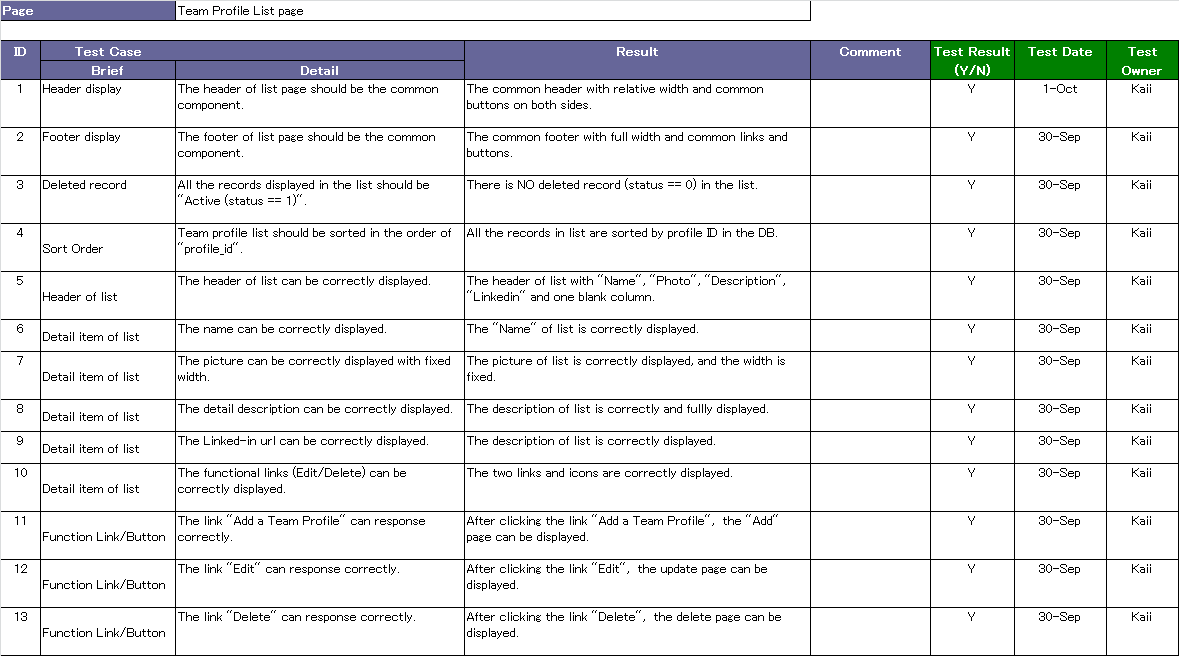 Page Team Profile List page
ID Test Case Result Comment Test Result (Y/N) Test Date Test Owner
Brief Detail
1 Header display The header of list page should be the common component. The common header with relative width and common buttons on both sides. Y 1-Oct Kaii
2 Footer display The footer of list page should be the common component. The common footer with full width and common links and buttons. Y 30-Sep Kaii
3 Deleted record All the records displayed in the list should be "Active (status == 1)". There is NO deleted record (status == 0) in the list. Y 30-Sep Kaii
4 Sort Order Team profile list should be sorted in the order of "profile_id". All the records in list are sorted by profile ID in the DB. Y 30-Sep Kaii
5 Header of list The header of list can be correctly displayed. The header of list with "Name", "Photo", "Description", "Linkedin" and one blank column. Y 30-Sep Kaii
6 Detail item of list The name can be correctly displayed. The "Name" of list is correctly displayed. Y 30-Sep Kaii
7 Detail item of list The picture can be correctly displayed with fixed width. The picture of list is correctly displayed, and the width is fixed. Y 30-Sep Kaii
8 Detail item of list The detail description can be correctly displayed. The description of list is correctly and fullly displayed. Y 30-Sep Kaii
9 Detail item of list The Linked-in url can be correctly displayed. The description of list is correctly displayed. Y 30-Sep Kaii
10 Detail item of list The functional links (Edit/Delete) can be correctly displayed. The two links and icons are correctly displayed. Y 30-Sep Kaii
11 Function Link/Button The link "Add a Team Profile" can response correctly. After clicking the link "Add a Team Profile", the "Add" page can be displayed. Y 30-Sep Kaii
12 Function Link/Button The link "Edit" can response correctly. After clicking the link "Edit", the update page can be displayed. Y 30-Sep Kaii
13 Function Link/Button The link "Delete" can response correctly. After clicking the link "Delete", the delete page can be displayed. Y 30-Sep Kaii